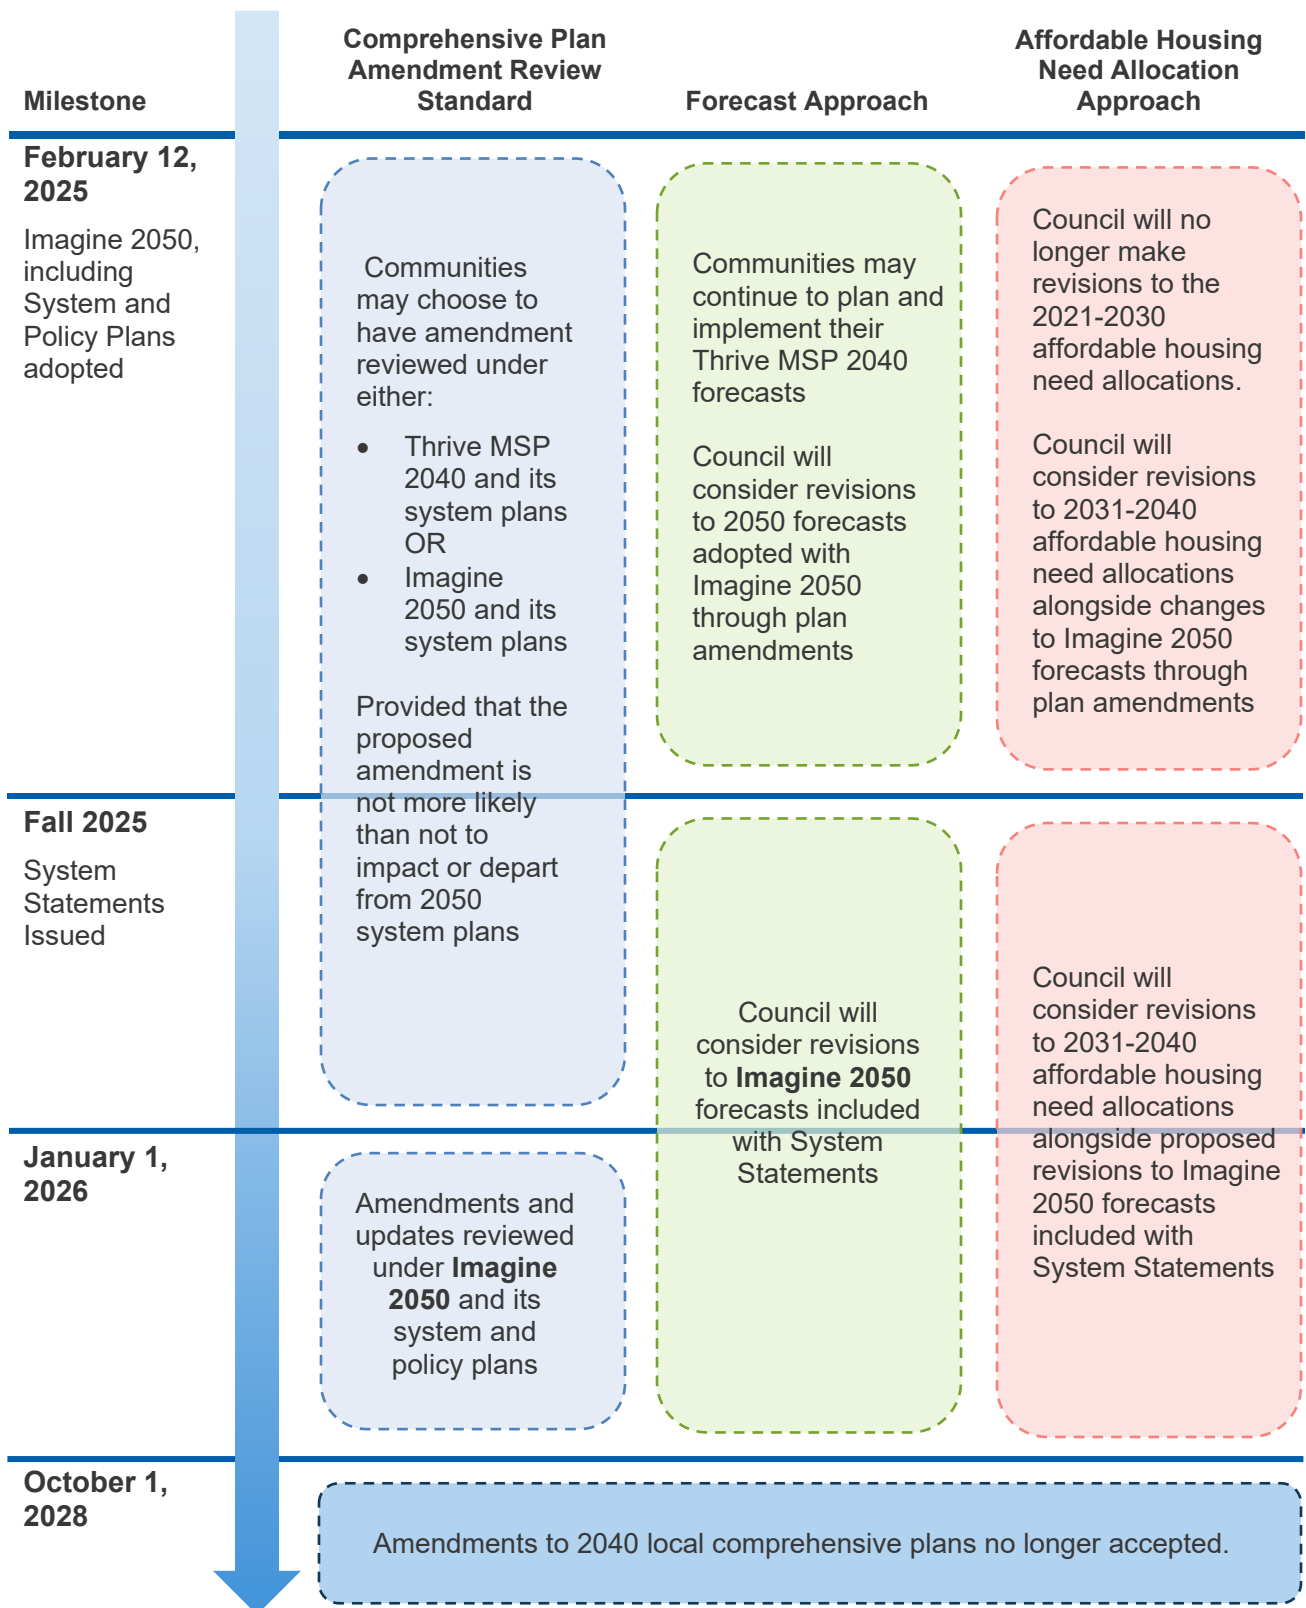 Milestone
Comprehensive Plan
Amendment Review
Standard
Forecast Approach
Affordable Housing
Need Allocation
Approach
February 12,
2025
Imagine 2050,
including
System and
Policy Plans
adopted
Communities
may choose to
have amendment
reviewed under
either:
• Thrive MSP
2040 and its
system plans
OR
• Imagine
2050 and its
system plans
Provided that the
proposed
amendment is
not more likely
than not to
impact or depart
from 2050
system plans
Communities may
continue to plan and
implement their
Thrive MSP 2040
forecasts
Council will
consider revisions
to 2050 forecasts
adopted with
Imagine 2050
through plan
amendments
Council will no
longer make
revisions to the
2021-2030
affordable housing
need allocations.
Council will
consider revisions
to 2031-2040
affordable housing
need allocations
alongside changes
to Imagine 2050
forecasts through
plan amendments
Fall 2025
System
Statements
Issued
Council will
consider revisions
to Imagine 2050
forecasts included
with System
Statements
Council will
consider revisions
to 2031-2040
affordable housing
need allocations
alongside proposed
revisions to Imagine
2050 forecasts
included with
System Statements
January 1,
2026
Amendments and
updates reviewed
under Imagine
2050 and its
system and
policy plans
October 1,
2028
Amendments to 2040 local comprehensive plans no longer accepted.